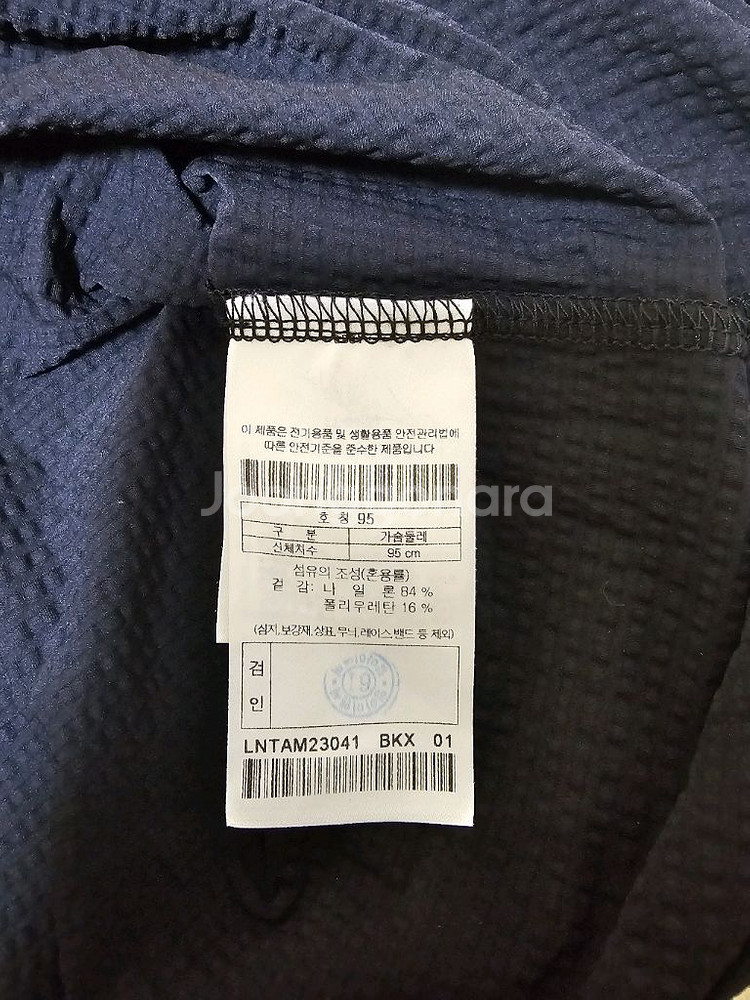 이 제품은 전기용품 및 생활용품 안전관리법에
따른 안전기준을 준수한 제품입니다
호 칭 95
구 분 가슴둘레
신체치수 95 cm
섬유의 조성(혼용률)
겉 감: 나 일 론 84 %
폴리우레탄 16 %
(심지,보강재,상표,무늬,레이스,밴드 등 제외)
검
인
19
LNTAM23041 BKX 01